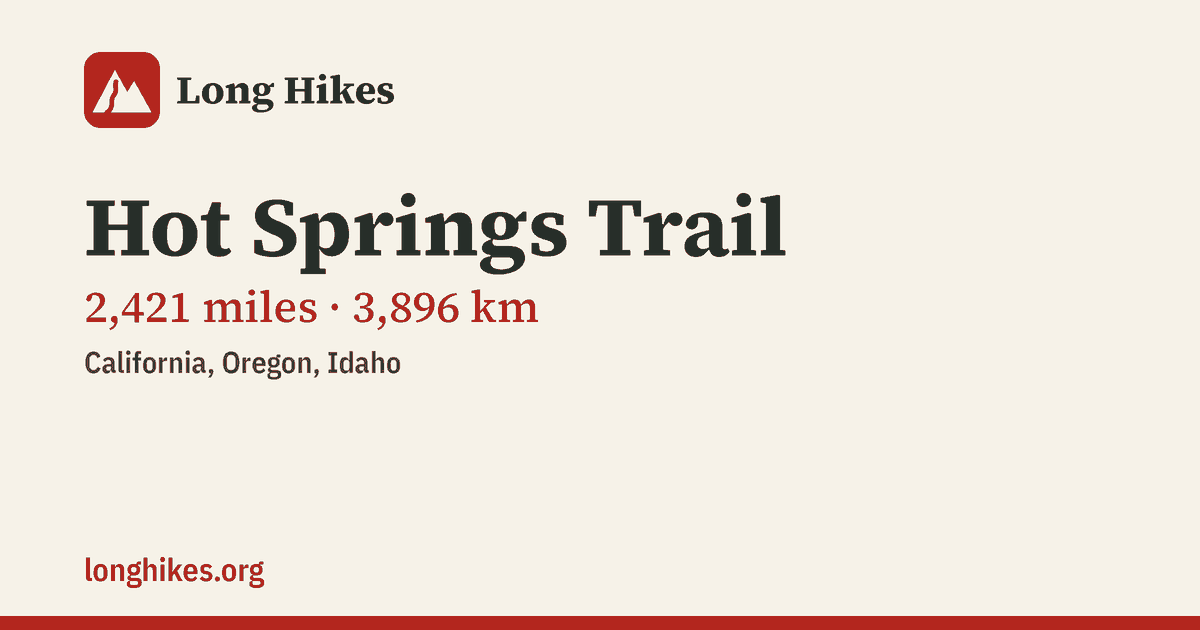 Long Hikes
Hot Springs Trail
2,421 miles · 3,896 km
California, Oregon, Idaho
longhikes.org